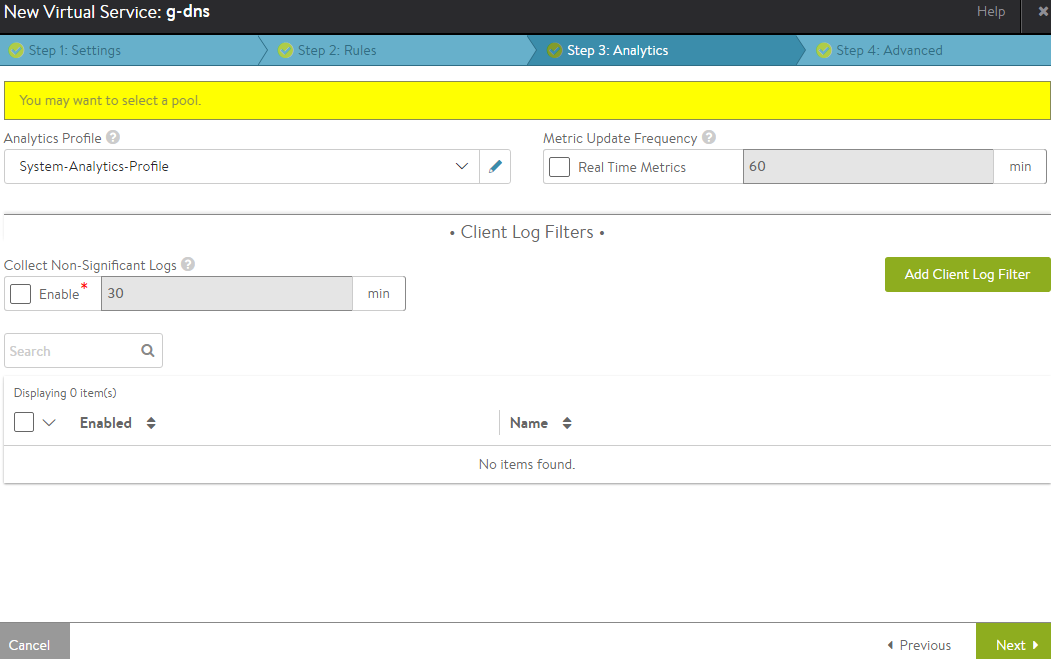 New Virtual Service: g-dns
Help
Step 1: Settings
Step 2: Rules
Step 3: Analytics
Step 4: Advanced
You may want to select a pool.
Analytics Profile ?
Metric Update Frequency ?
System-Analytics-Profile
Real Time Metrics
60
min
• Client Log Filters •
Collect Non-Significant Logs ?
Add Client Log Filter
Enable*
30
min
Search
Displaying 0 item(s)
Enabled
Name
No items found.
Cancel
Previous
Next